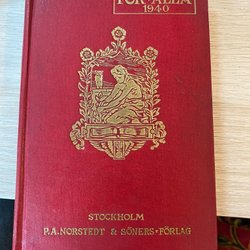 FÖR ALLA
1940
STOCKHOLM
P.A. NORSTEDT & SÖNERS · FÖRLAG